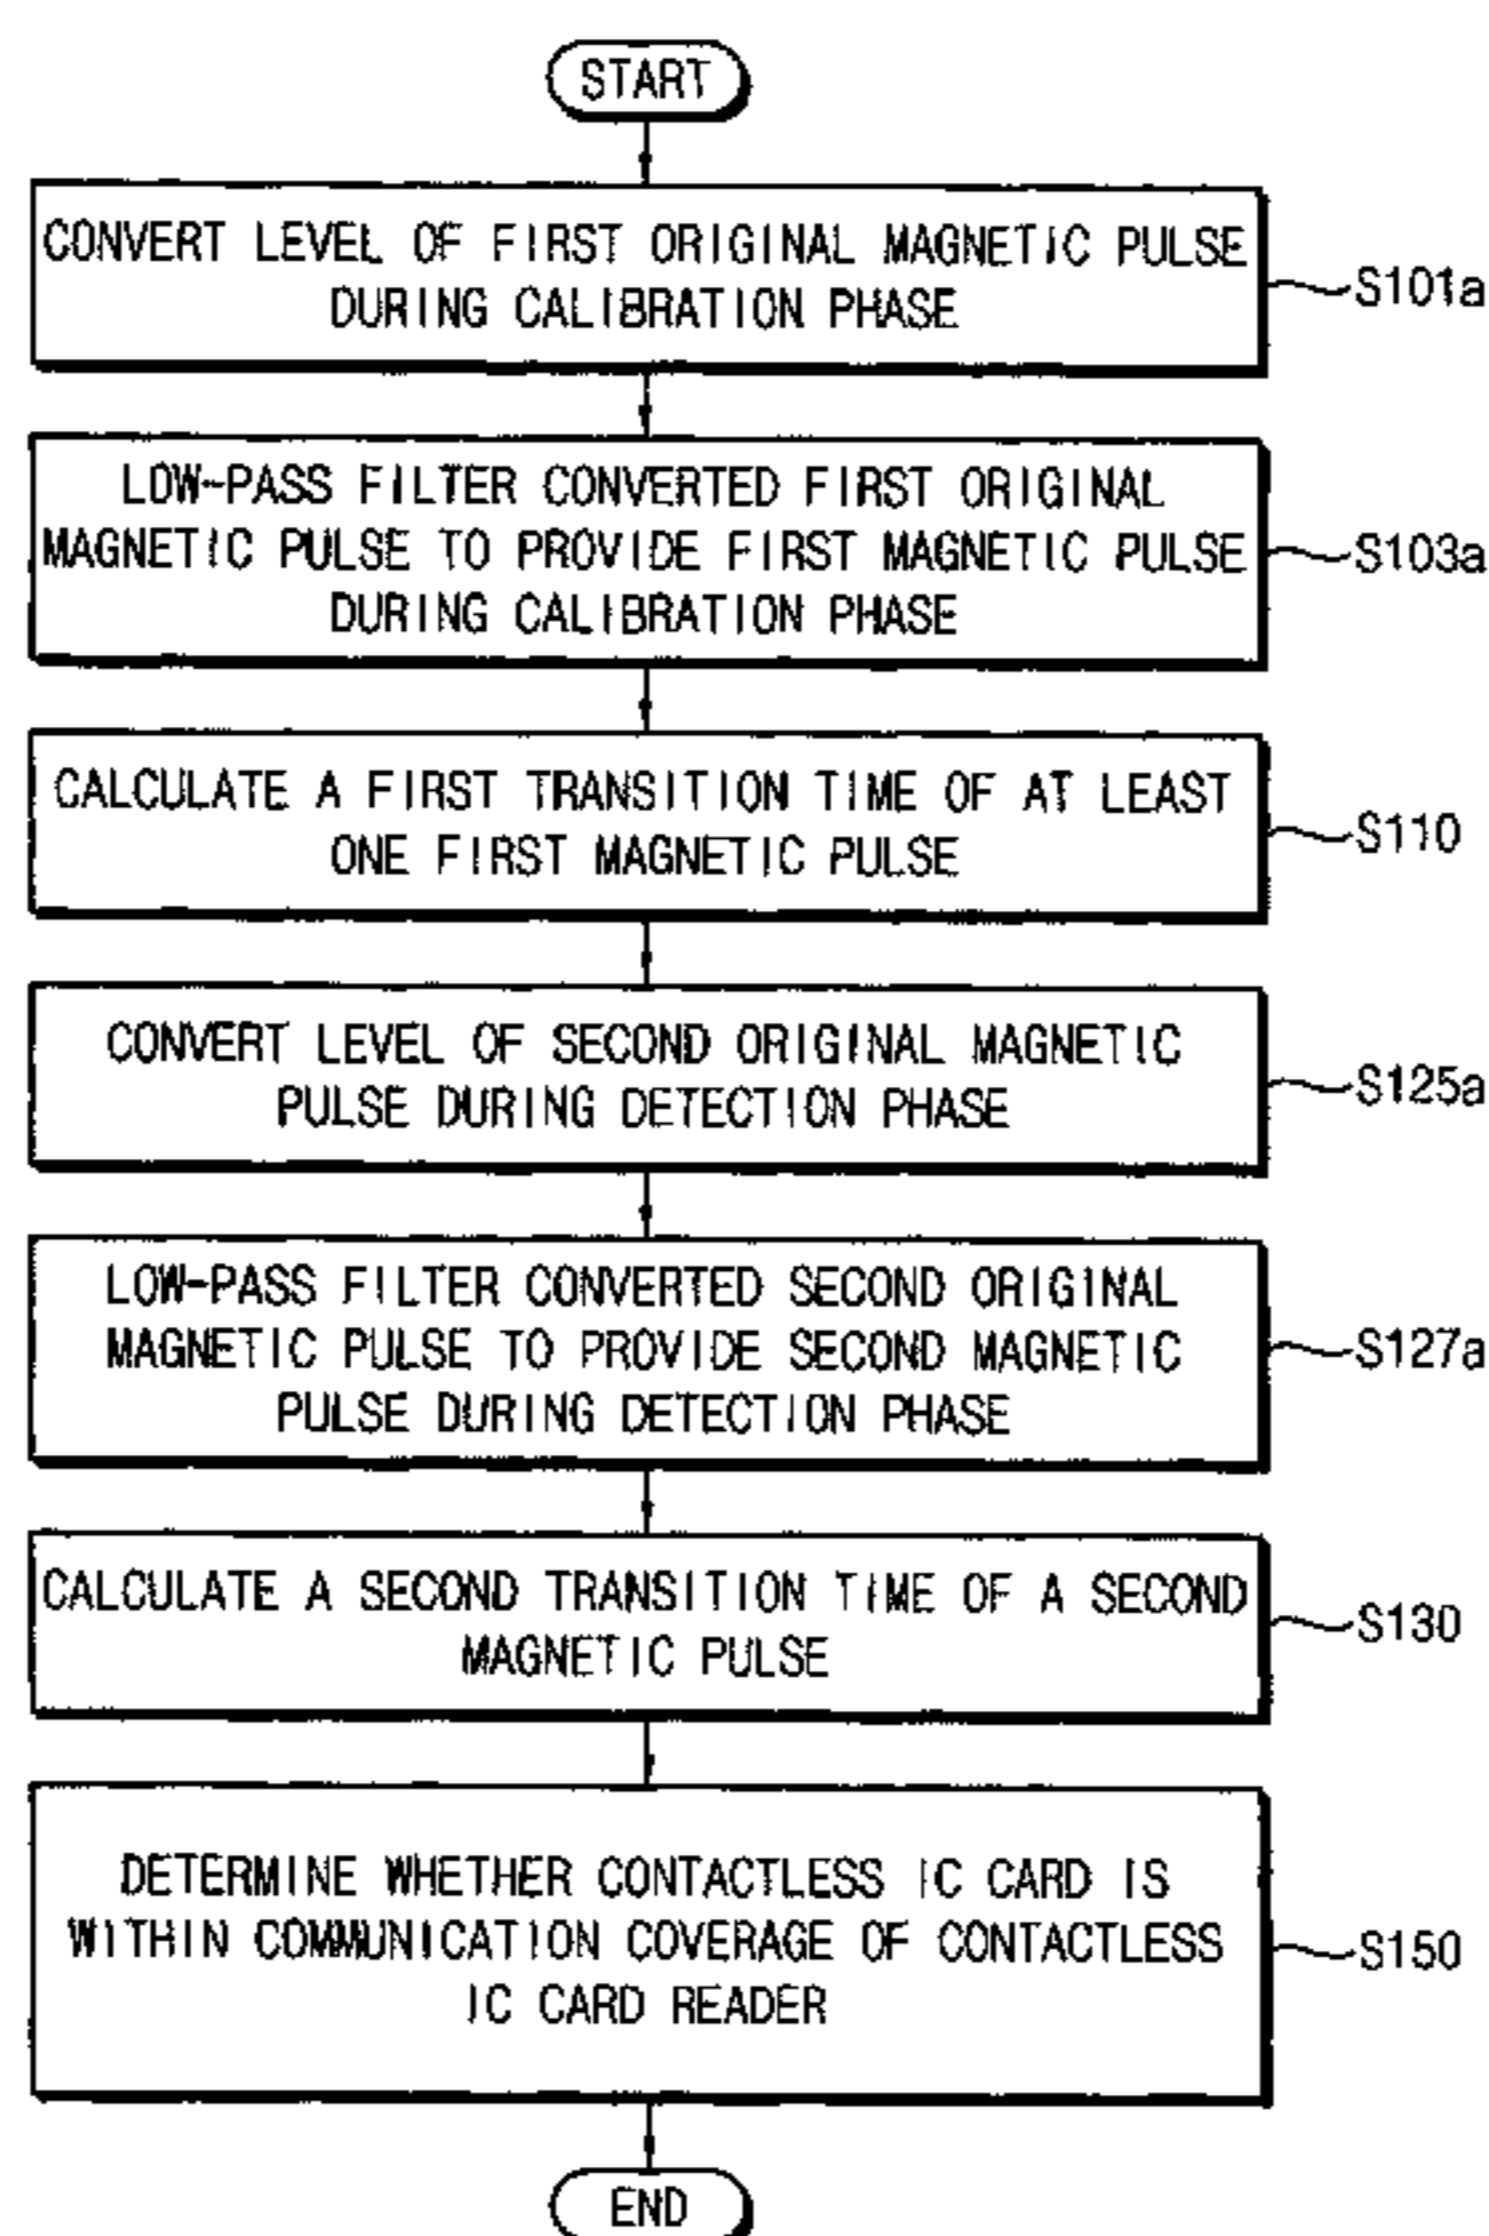 START
CONVERT LEVEL OF FIRST ORIGINAL MAGNETIC PULSE
DURING CALIBRATION PHASE
S101a
LOW-PASS FILTER CONVERTED FIRST ORIGINAL
MAGNETIC PULSE TO PROVIDE FIRST MAGNETIC PULSE
DURING CALIBRATION PHASE
S103a
CALCULATE A FIRST TRANSITION TIME OF AT LEAST
ONE FIRST MAGNETIC PULSE
S110
CONVERT LEVEL OF SECOND ORIGINAL MAGNETIC
PULSE DURING DETECTION PHASE
S125a
LOW-PASS FILTER CONVERTED SECOND ORIGINAL
MAGNETIC PULSE TO PROVIDE SECOND MAGNETIC
PULSE DURING DETECTION PHASE
S127a
CALCULATE A SECOND TRANSITION TIME OF A SECOND
MAGNETIC PULSE
S130
DETERMINE WHETHER CONTACTLESS IC CARD IS
WITHIN COMMUNICATION COVERAGE OF CONTACTLESS
IC CARD READER
S150
END